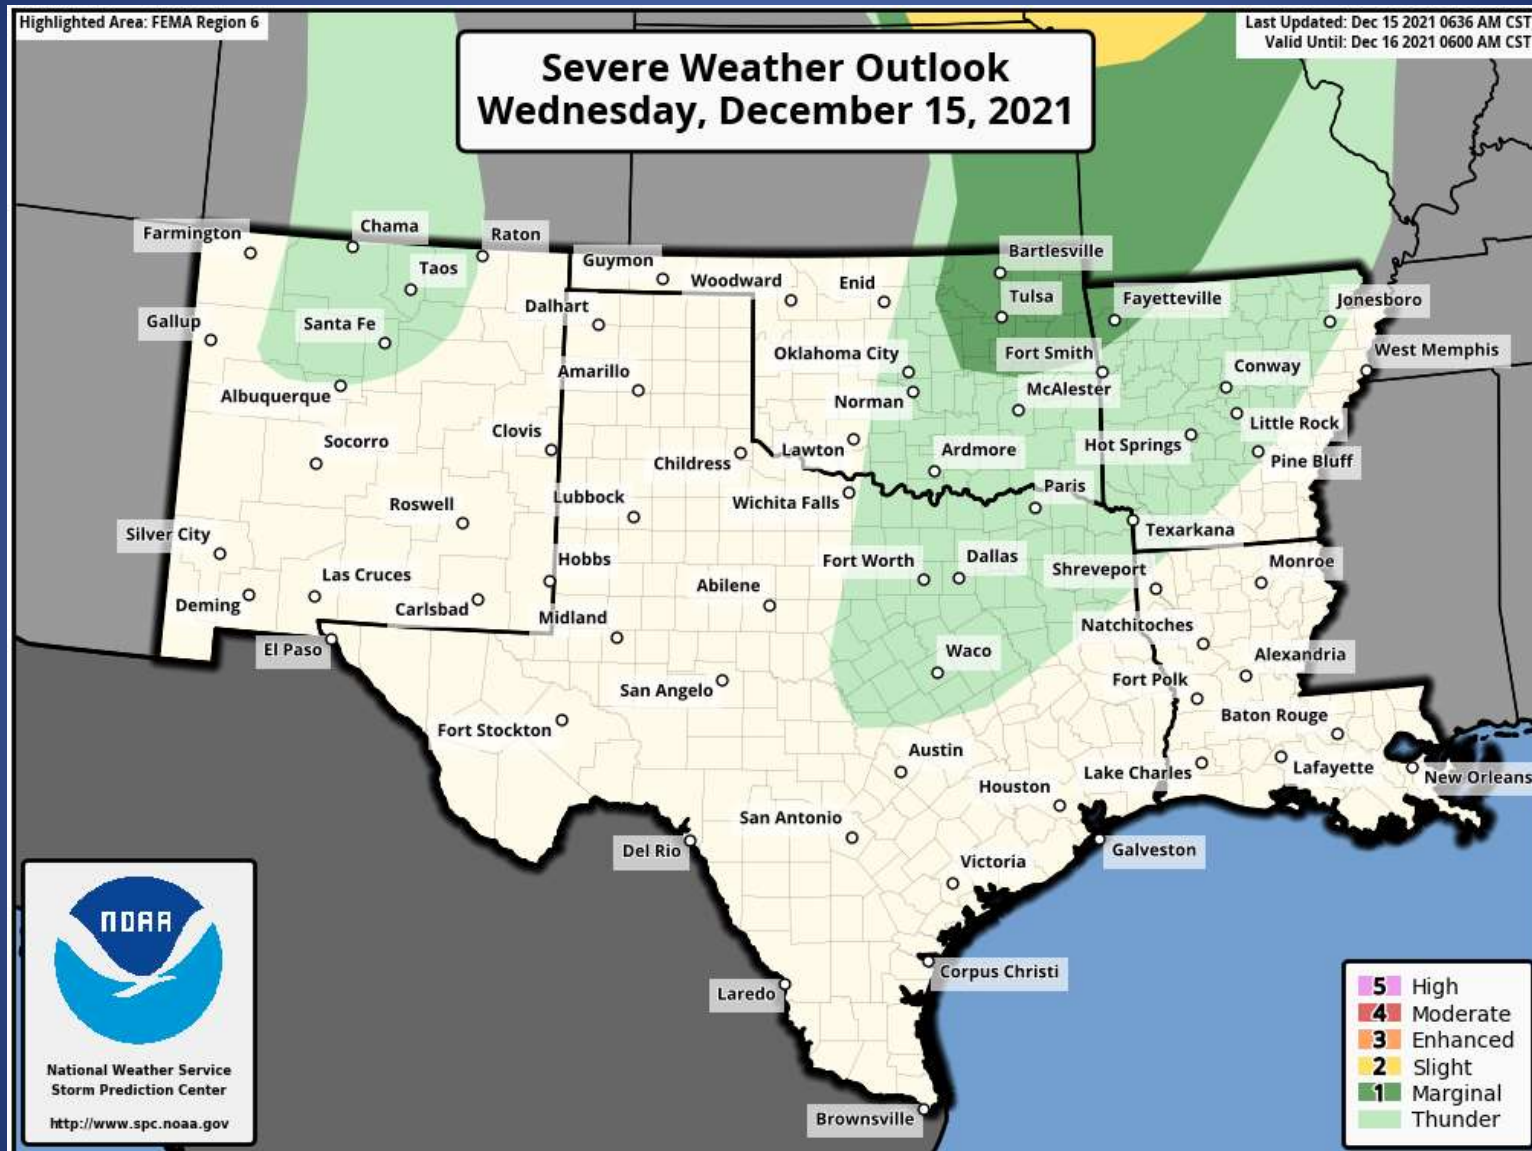 Highlighted Area: FEMA Region 6
Last Updated: Dec 15 2021 0636 AM CST
Valid Until: Dec 16 2021 0600 AM CST
Severe Weather Outlook
Wednesday, December 15, 2021
Farmington
Chama
Raton
Guymon
Woodward
Enid
Bartlesville
Taos
Dalhart
Tulsa
Fayetteville
Jonesboro
Gallup
Santa Fe
Oklahoma City
Fort Smith
West Memphis
Albuquerque
Amarillo
Norman
McAlester
Conway
Socorro
Clovis
Childress
Lawton
Ardmore
Hot Springs
Little Rock
Pine Bluff
Roswell
Lubbock
Wichita Falls
Paris
Texarkana
Silver City
Las Cruces
Hobbs
Fort Worth
Dallas
Shreveport
Monroe
Deming
Carlsbad
Midland
Abilene
Natchitoches
El Paso
San Angelo
Waco
Fort Polk
Alexandria
Fort Stockton
Austin
Baton Rouge
Houston
Lake Charles
Lafayette
New Orleans
San Antonio
Del Rio
Victoria
Galveston
Corpus Christi
Laredo
Brownsville
NOAA
National Weather Service
Storm Prediction Center
http://www.spc.noaa.gov
5 High
4 Moderate
3 Enhanced
2 Slight
1 Marginal
Thunder